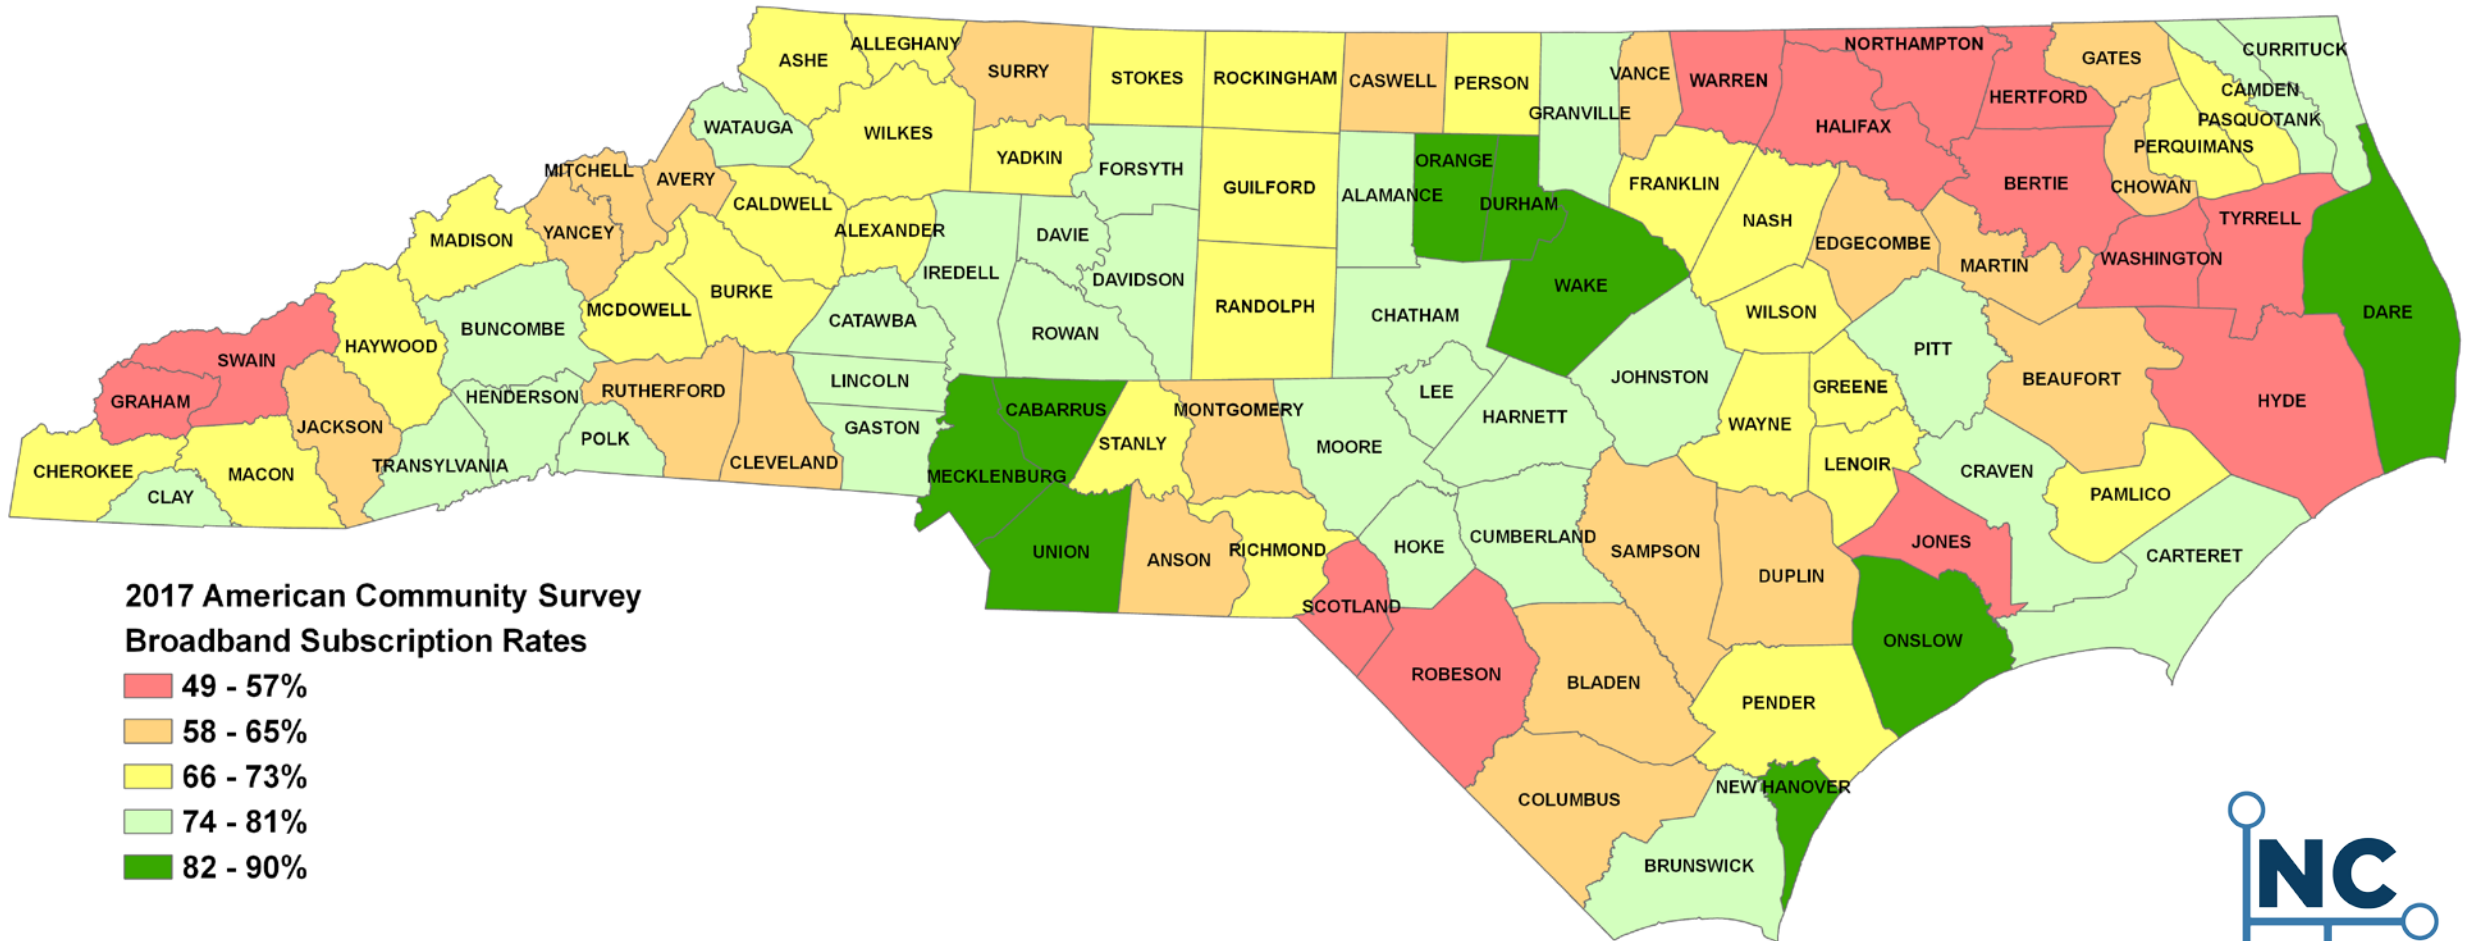 ASHE
ALLEGHANY
SURRY
STOKES
ROCKINGHAM
CASWELL
PERSON
GRANVILLE
VANCE
WARREN
NORTHAMPTON
HERTFORD
HALIFAX
GATES
CURRITUCK
CAMDEN
PASQUOTANK
PERQUIMANS
CHOWAN
BERTIE
WATAUGA
WILKES
YADKIN
FORSYTH
GUILFORD
ALAMANCE
ORANGE
DURHAM
FRANKLIN
NASH
EDGECOMBE
MARTIN
WASHINGTON
TYRRELL
DARE
MITCHELL
AVERY
YANCEY
MADISON
CALDWELL
ALEXANDER
IREDELL
DAVIE
DAVIDSON
RANDOLPH
CHATHAM
WAKE
WILSON
BUNCOMBE
MCDOWELL
BURKE
CATAWBA
ROWAN
HAYWOOD
SWAIN
GRAHAM
JACKSON
CHEROKEE
CLAY
MACON
TRANSYLVANIA
HENDERSON
POLK
RUTHERFORD
CLEVELAND
LINCOLN
GASTON
MECKLENBURG
CABARRUS
STANLY
MONTGOMERY
MOORE
LEE
HARNETT
JOHNSTON
WAYNE
GREENE
PITT
BEAUFORT
HYDE
LENOIR
CRAVEN
PAMLICO
CARTERET
JONES
UNION
ANSON
RICHMOND
SCOTLAND
HOKE
CUMBERLAND
SAMPSON
DUPLIN
ONSLOW
ROBESON
BLADEN
PENDER
COLUMBUS
NEW HANOVER
BRUNSWICK
2017 American Community Survey
Broadband Subscription Rates
49 - 57%
58 - 65%
66 - 73%
74 - 81%
82 - 90%
NC